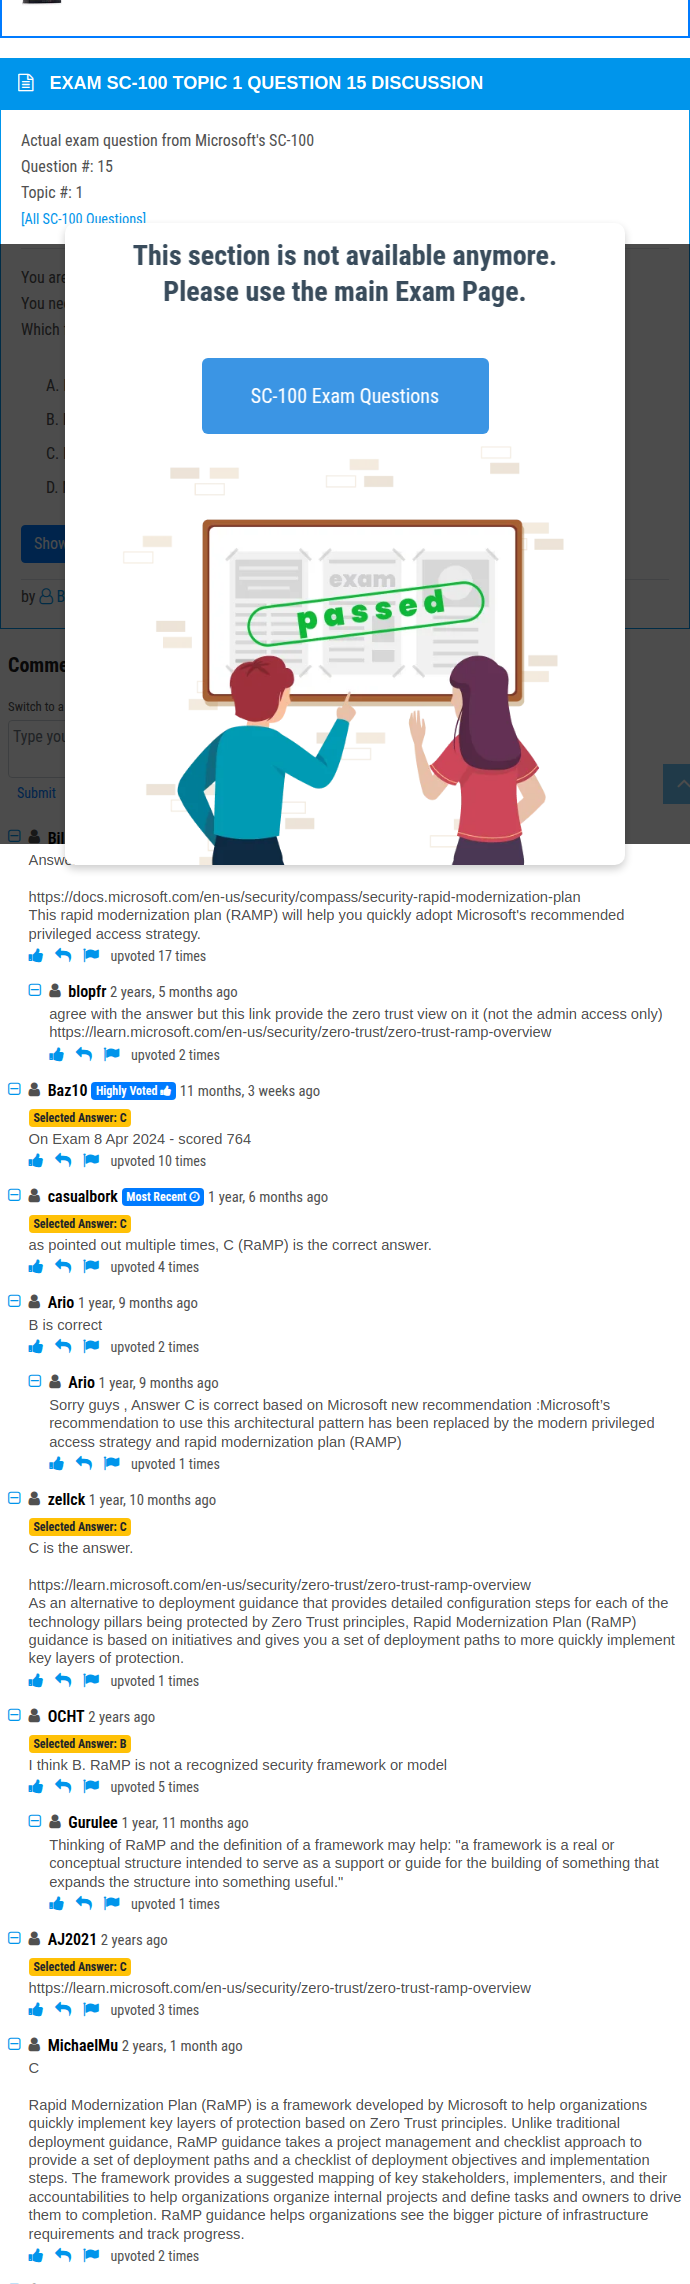 EXAM SC-100 TOPIC 1 QUESTION 15 DISCUSSION
Actual exam question from Microsoft's SC-100
Question #: 15
Topic #: 1
[All SC-100 Questions]
This section is not available anymore.
Please use the main Exam Page.
You are
You
Which
SC-100 Exam Questions
A.
B.
C.
D.
exam
passed
Show
by
Switch to a
Type you
Submit
Bil
https://docs.microsoft.com/en-us/security/compass/security-rapid-modernization-plan
This rapid modernization plan (RAMP) will help you quickly adopt Microsoft's recommended
privileged access strategy.
upvoted 17 times
blopfr 2 years, 5 months ago
agree with the answer but this link provide the zero trust view on it (not the admin access only)
https://learn.microsoft.com/en-us/security/zero-trust/zero-trust-ramp-overview
upvoted 2 times
Baz10 Highly Voted 11 months, 3 weeks ago
Selected Answer: C
On Exam 8 Apr 2024 - scored 764
upvoted 10 times
casualbork Most Recent 1 year, 6 months ago
Selected Answer: C
as pointed out multiple times, C (RaMP) is the correct answer.
upvoted 4 times
Ario 1 year, 9 months ago
B is correct
upvoted 2 times
Ario 1 year, 9 months ago
Sorry guys , Answer C is correct based on Microsoft new recommendation :Microsoft's
recommendation to use this architectural pattern has been replaced by the modern privileged
access strategy and rapid modernization plan (RAMP)
upvoted 1 times
zellck 1 year, 10 months ago
Selected Answer: C
C is the answer.
https://learn.microsoft.com/en-us/security/zero-trust/zero-trust-ramp-overview
As an alternative to deployment guidance that provides detailed configuration steps for each of the
technology pillars being protected by Zero Trust principles, Rapid Modernization Plan (RaMP)
guidance is based on initiatives and gives you a set of deployment paths to more quickly implement
key layers of protection.
upvoted 1 times
OCHT 2 years ago
Selected Answer: B
I think B. RaMP is not a recognized security framework or model
upvoted 5 times
Gurulee 1 year, 11 months ago
Thinking of RaMP and the definition of a framework may help: "a framework is a real or
conceptual structure intended to serve as a support or guide for the building of something that
expands the structure into something useful."
upvoted 1 times
AJ2021 2 years ago
Selected Answer: C
https://learn.microsoft.com/en-us/security/zero-trust/zero-trust-ramp-overview
upvoted 3 times
MichaelMu 2 years, 1 month ago
C
Rapid Modernization Plan (RaMP) is a framework developed by Microsoft to help organizations
quickly implement key layers of protection based on Zero Trust principles. Unlike traditional
deployment guidance, RaMP guidance takes a project management and checklist approach to
provide a set of deployment paths and a checklist of deployment objectives and implementation
steps. The framework provides a suggested mapping of key stakeholders, implementers, and their
accountabilities to help organizations organize internal projects and define tasks and owners to drive
them to completion. RaMP guidance helps organizations see the bigger picture of infrastructure
requirements and track progress.
upvoted 2 times